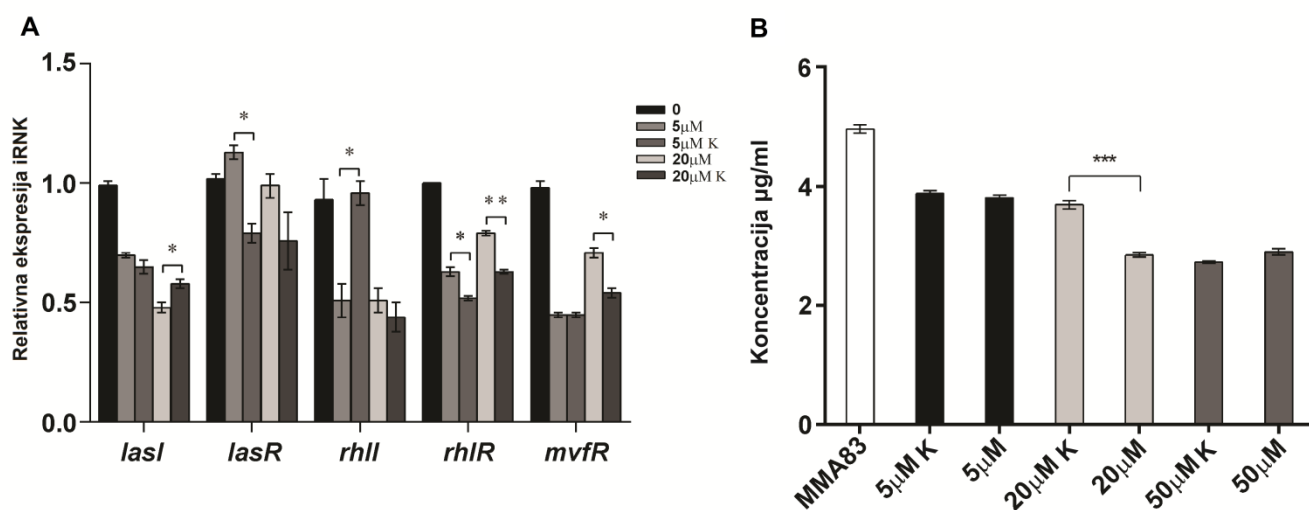 A
Relativna ekspresija iRNK
1.5
1.0
0.5
0.0
*
*
*
*
**
*
lasI
lasR
rhlI
rhlR
mvfR
0
5μM
5μM K
20μM
20μM K
B
Koncentracija μg/ml
6
4
2
0
***
MMA83
5μM K
5μM
20μM K
20μM
50μM K
50μM